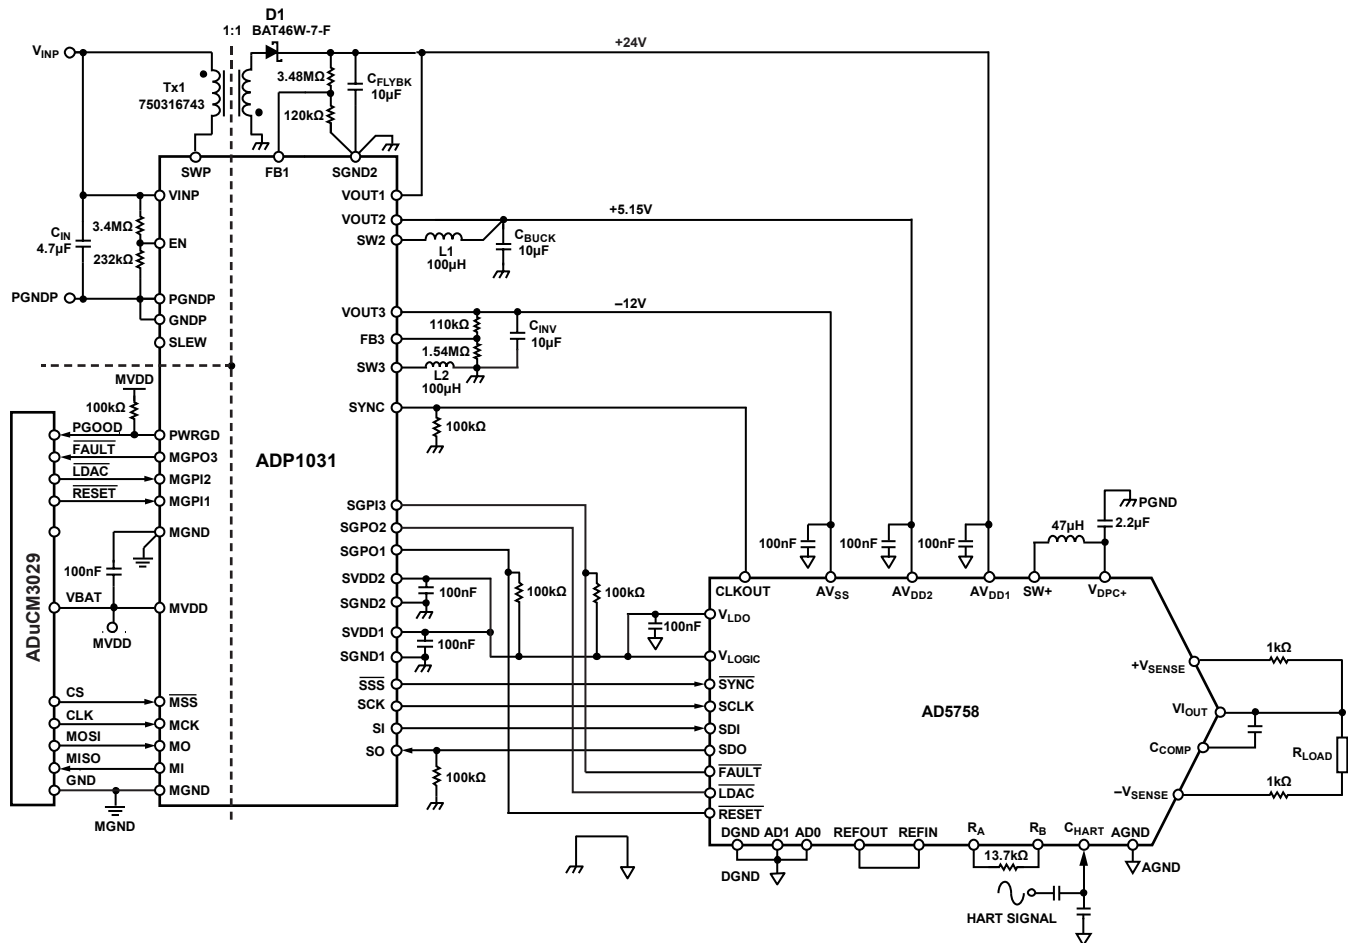 D1
1:1 BAT46W-7-F
VINP
+24V
Tx1
750316743
3.48MΩ
CFLYBK
10µF
120kΩ
SWP
FB1
SGND2
VINP
VOUT1
3.4MΩ
CIN
4.7µF
EN
232kΩ
VOUT2
+5.15V
SW2
L1
100µH
CBUCK
10µF
PGNDP
PGNDP
GNDP
SLEW
VOUT3
–12V
110kΩ
CINV
10µF
FB3
1.54MΩ
SW3
L2
100µH
MVDD
100kΩ
SYNC
100kΩ
PGOOD
PWRGD
FAULT
MGPO3
LDAC
MGPI2
RESET
MGPI1
ADP1031
MGND
100nF
VBAT
MVDD
MVDD
ADuCM3029
SGPI3
SGPO2
SGPO1
SVDD2
100nF
SGND2
SVDD1
100nF
SGND1
100kΩ
100kΩ
CS
MSS
CLK
MCK
MOSI
MO
MISO
MI
GND
MGND
MGND
SSS
SCK
SI
SO
100kΩ
100nF
100nF
100nF
47µH
2.2µF
PGND
CLKOUT
AVSS
AVDD2
AVDD1
SW+
VDPC+
VLDO
100nF
VLOGIC
SYNC
SCLK
SDI
SDO
FAULT
LDAC
RESET
AD5758
+VSENSE
1kΩ
VIOUT
CCOMP
RLOAD
–VSENSE
1kΩ
DGND
AD1
AD0
REFOUT
REFIN
RA
RB
CHART
AGND
13.7kΩ
DGND
AGND
HART SIGNAL